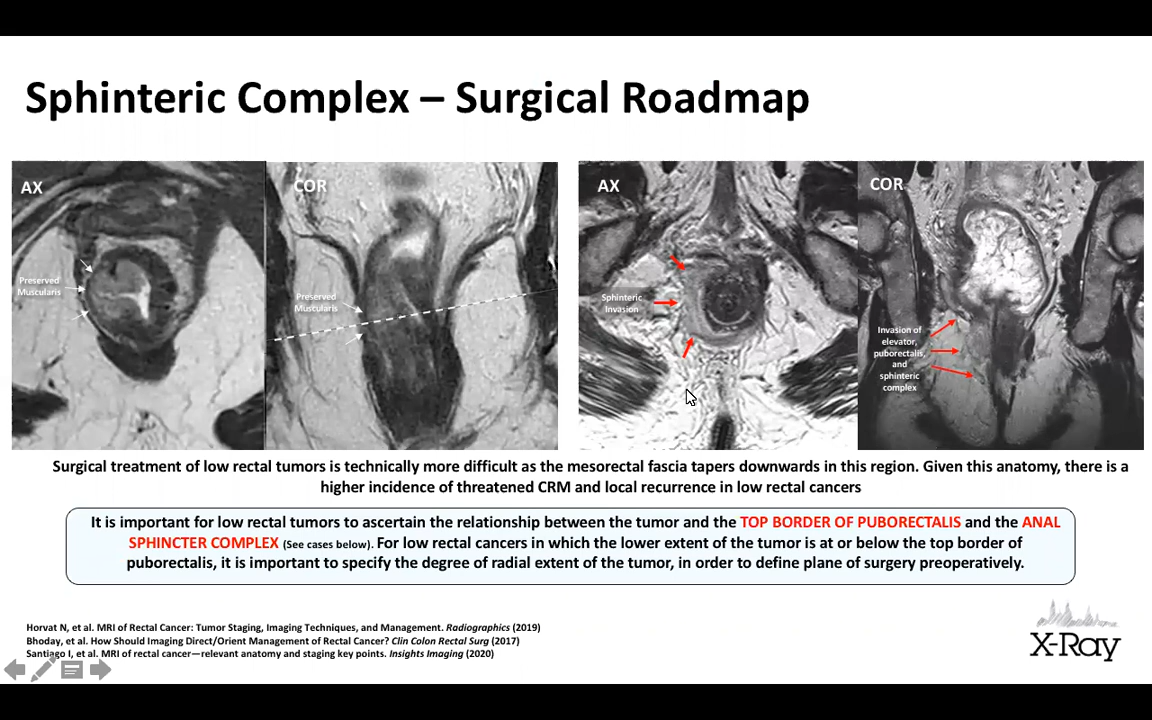 Sphinteric Complex – Surgical Roadmap
AX
COR
AX
COR
Preserved
Muscularis
Preserved
Muscularis
Sphinteric
Invasion
Invasion of
elevator,
puborectalis,
and
sphinteric
complex
Surgical treatment of low rectal tumors is technically more difficult as the mesorectal fascia tapers downwards in this region. Given this anatomy, there is a
higher incidence of threatened CRM and local recurrence in low rectal cancers
It is important for low rectal tumors to ascertain the relationship between the tumor and the TOP BORDER OF PUBORECTALIS and the ANAL
SPHINCTER COMPLEX (See cases below). For low rectal cancers in which the lower extent of the tumor is at or below the top border of
puborectalis, it is important to specify the degree of radial extent of the tumor, in order to define plane of surgery preoperatively.
Horvat N, et al. MRI of Rectal Cancer: Tumor Staging, Imaging Techniques, and Management. Radiographics (2019)
Bhoday, et al. How Should Imaging Direct/Orient Management of Rectal Cancer? Clin Colon Rectal Surg (2017)
Santiago I, et al. MRI of rectal cancer—relevant anatomy and staging key points. Insights Imaging (2020)
X-Ray